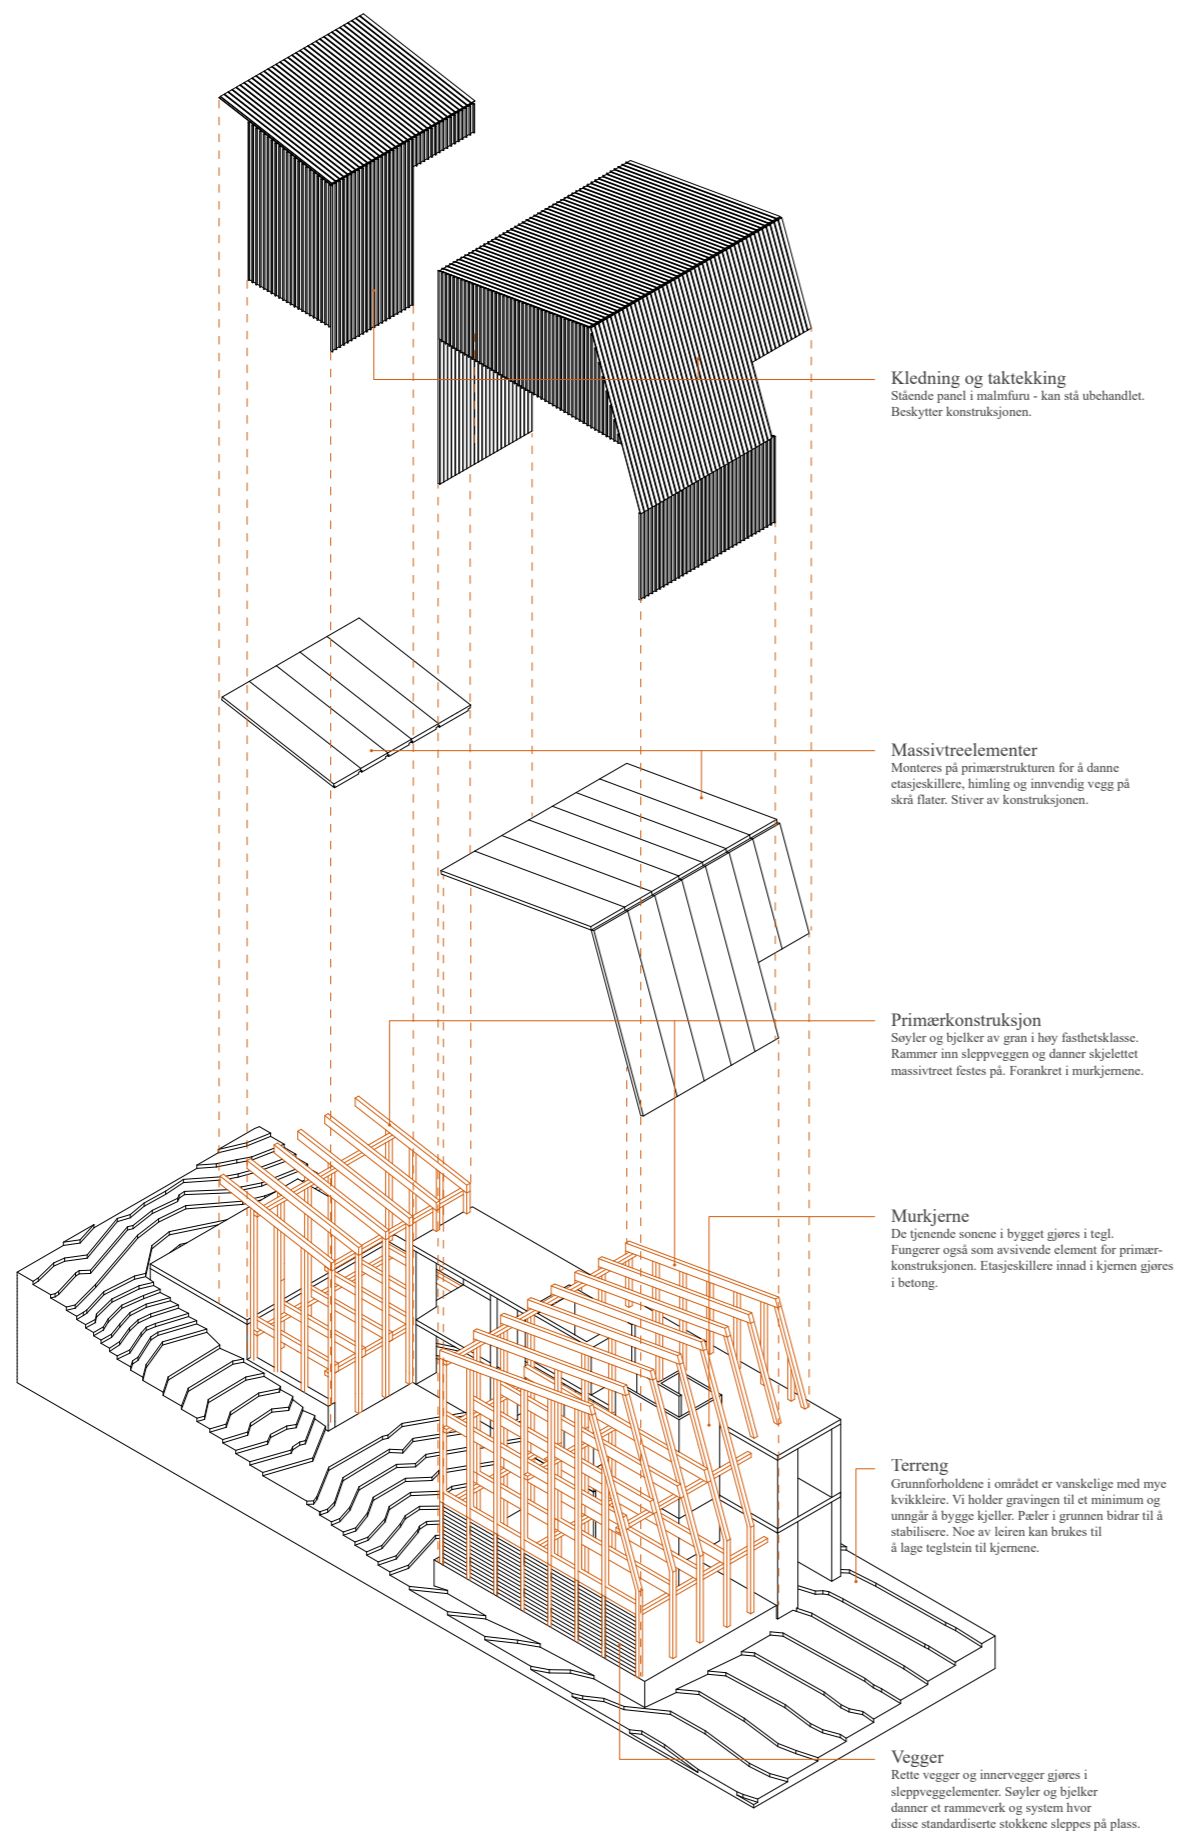 Kledning og taktekking
Stående panel i malmfuru - kan stå ubehandlet.
Beskytter konstruksjonen.
Massivtreelementer
Monteres på primærstrukturen for å danne
etasjeskillere, himling og innvendig vegg på
skrå flater. Stiver av konstruksjonen.
Primærkonstruksjon
Søyler og bjelker av gran i høy fasthetsklasse.
Rammer inn sleppveggen og danner skjelettet
massivtreet festes på. Forankret i murkjernene.
Murkjerne
De tjenende sonene i bygget gjøres i tegl.
Fungerer også som avsivende element for primær-
konstruksjonen. Etasjeskillere innad i kjernen gjøres
i betong.
Terreng
Grunnforholdene i området er vanskelige med mye
kvikkleire. Vi holder gravingen til et minimum og
unngår å bygge kjeller. Pæler i grunnen bidrar til å
stabilisere. Noe av leiren kan brukes til
å lage teglstein til kjernene.
Vegger
Rette vegger og innervegger gjøres i
sleppveggelementer. Søyler og bjelker
danner et rammeverk og system hvor
disse standardiserte stokkene sleppes på plass.